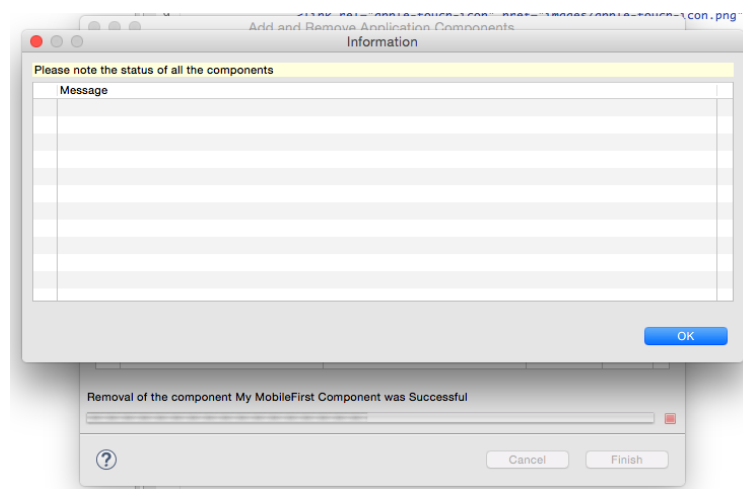 Add and Remove Application Components
Information
Please note the status of all the components
Message
OK
Removal of the component My MobileFirst Component was Successful
?
Cancel
Finish